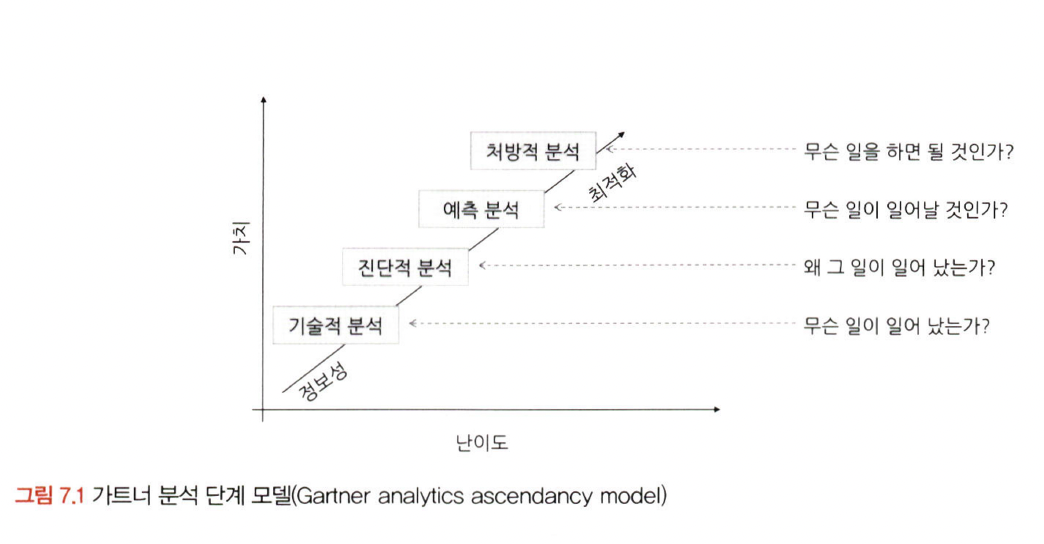 처방적 분석
무슨 일을 하면 될 것인가?
최적화
예측 분석
무슨 일이 일어날 것인가?
가치
진단적 분석
왜 그 일이 일어 났는가?
기술적 분석
무슨 일이 일어 났는가?
정보성
난이도
그림 7.1 가트너 분석 단계 모델(Gartner analytics ascendancy model)